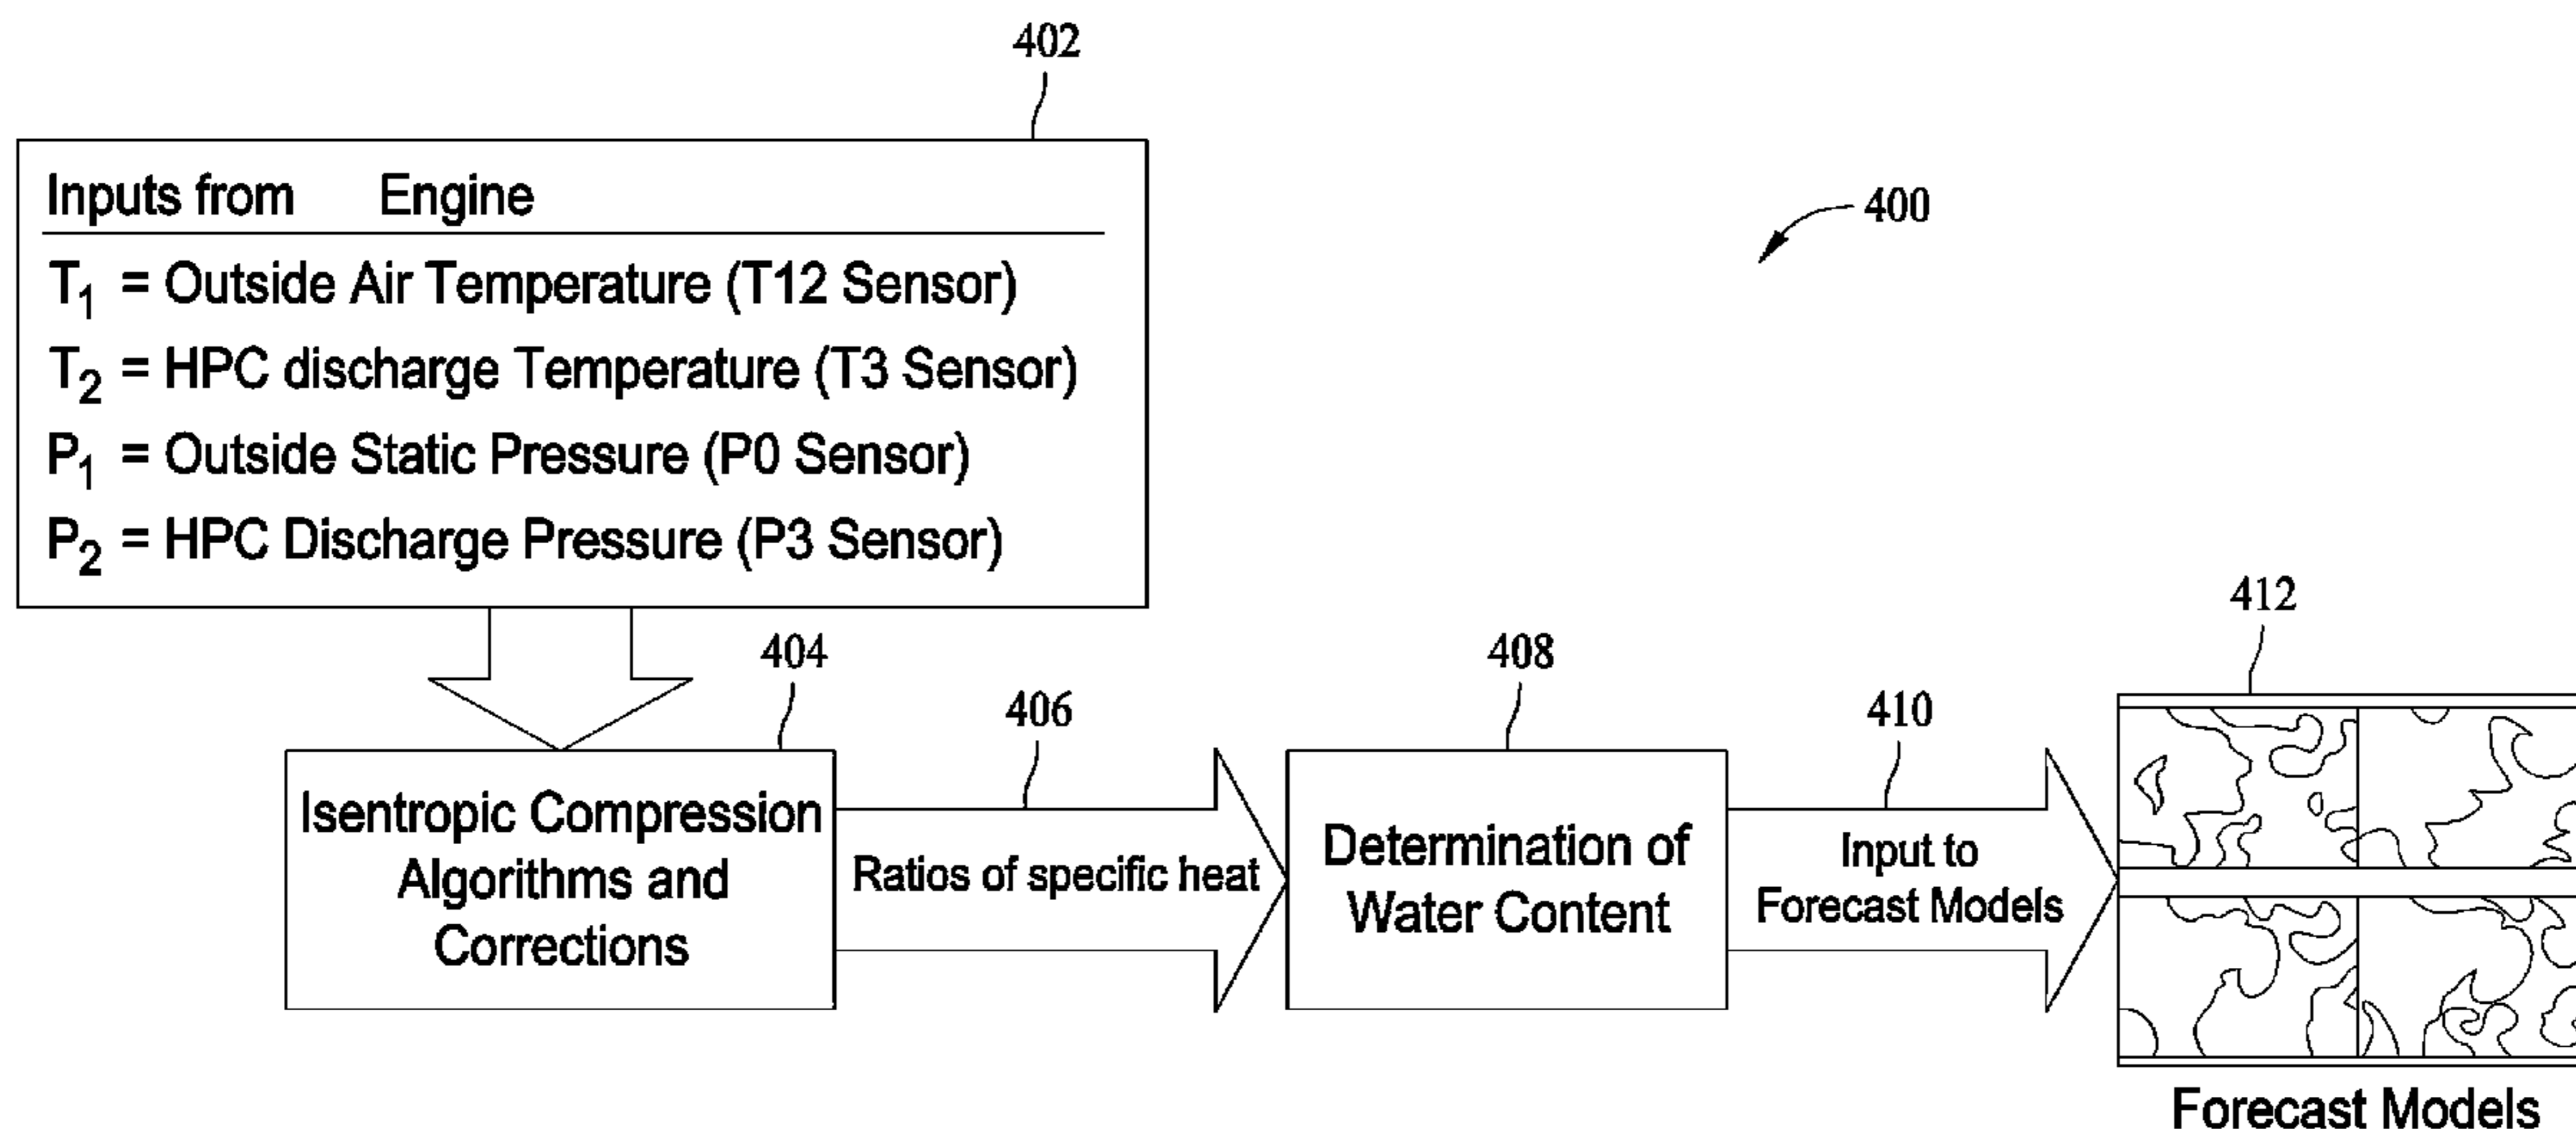 402
Inputs from Engine
T₁ = Outside Air Temperature (T12 Sensor)
T₂ = HPC discharge Temperature (T3 Sensor)
P₁ = Outside Static Pressure (P0 Sensor)
P₂ = HPC Discharge Pressure (P3 Sensor)
400
404
Isentropic Compression
Algorithms and
Corrections
406
Ratios of specific heat
408
Determination of
Water Content
410
Input to
Forecast Models
412
Forecast Models